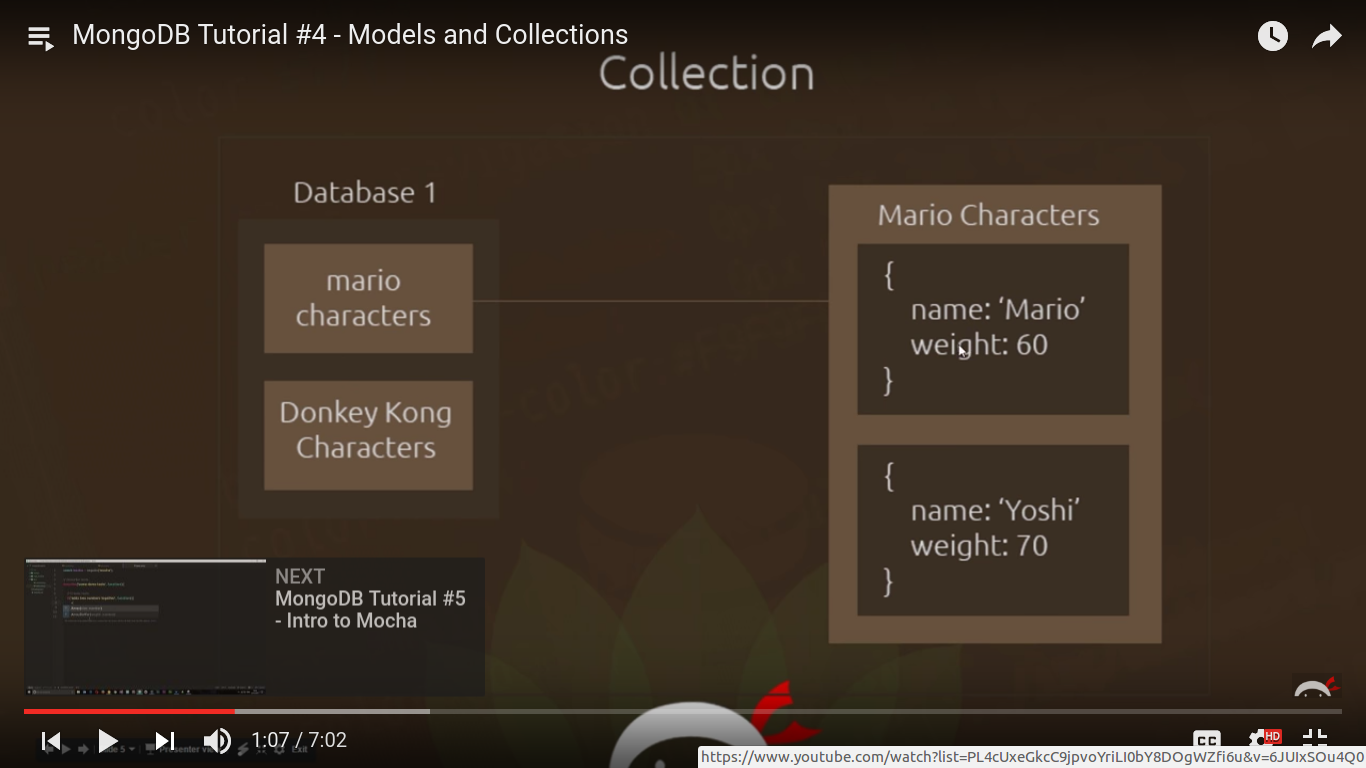 MongoDB Tutorial #4 - Models and Collections
Collection
Database 1
mario
characters
Donkey Kong
Characters
Mario Characters
{
name: ‘Mario’
weight: 60
}
{
name: ‘Yoshi’
weight: 70
}
NEXT
MongoDB Tutorial #5
- Intro to Mocha
1:07 / 7:02
CC
HD
https://www.youtube.com/watch?list=PL4cUxeGkcC9jpvoYriLI0bY8DOgWZfi6u&v=6JUIxSOu4Q0